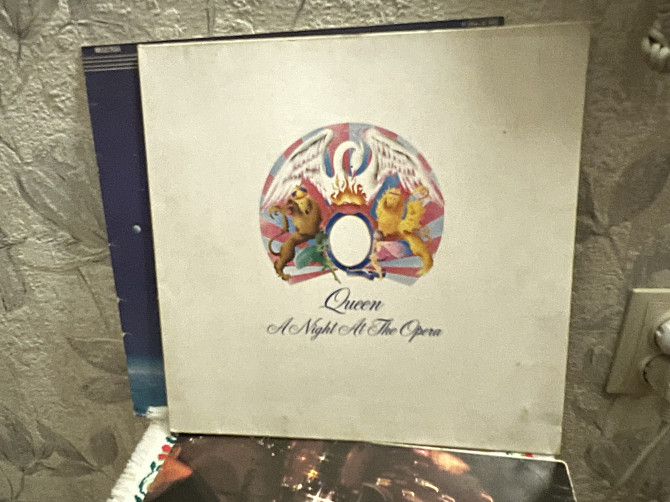 Queen
A Night At The Opera